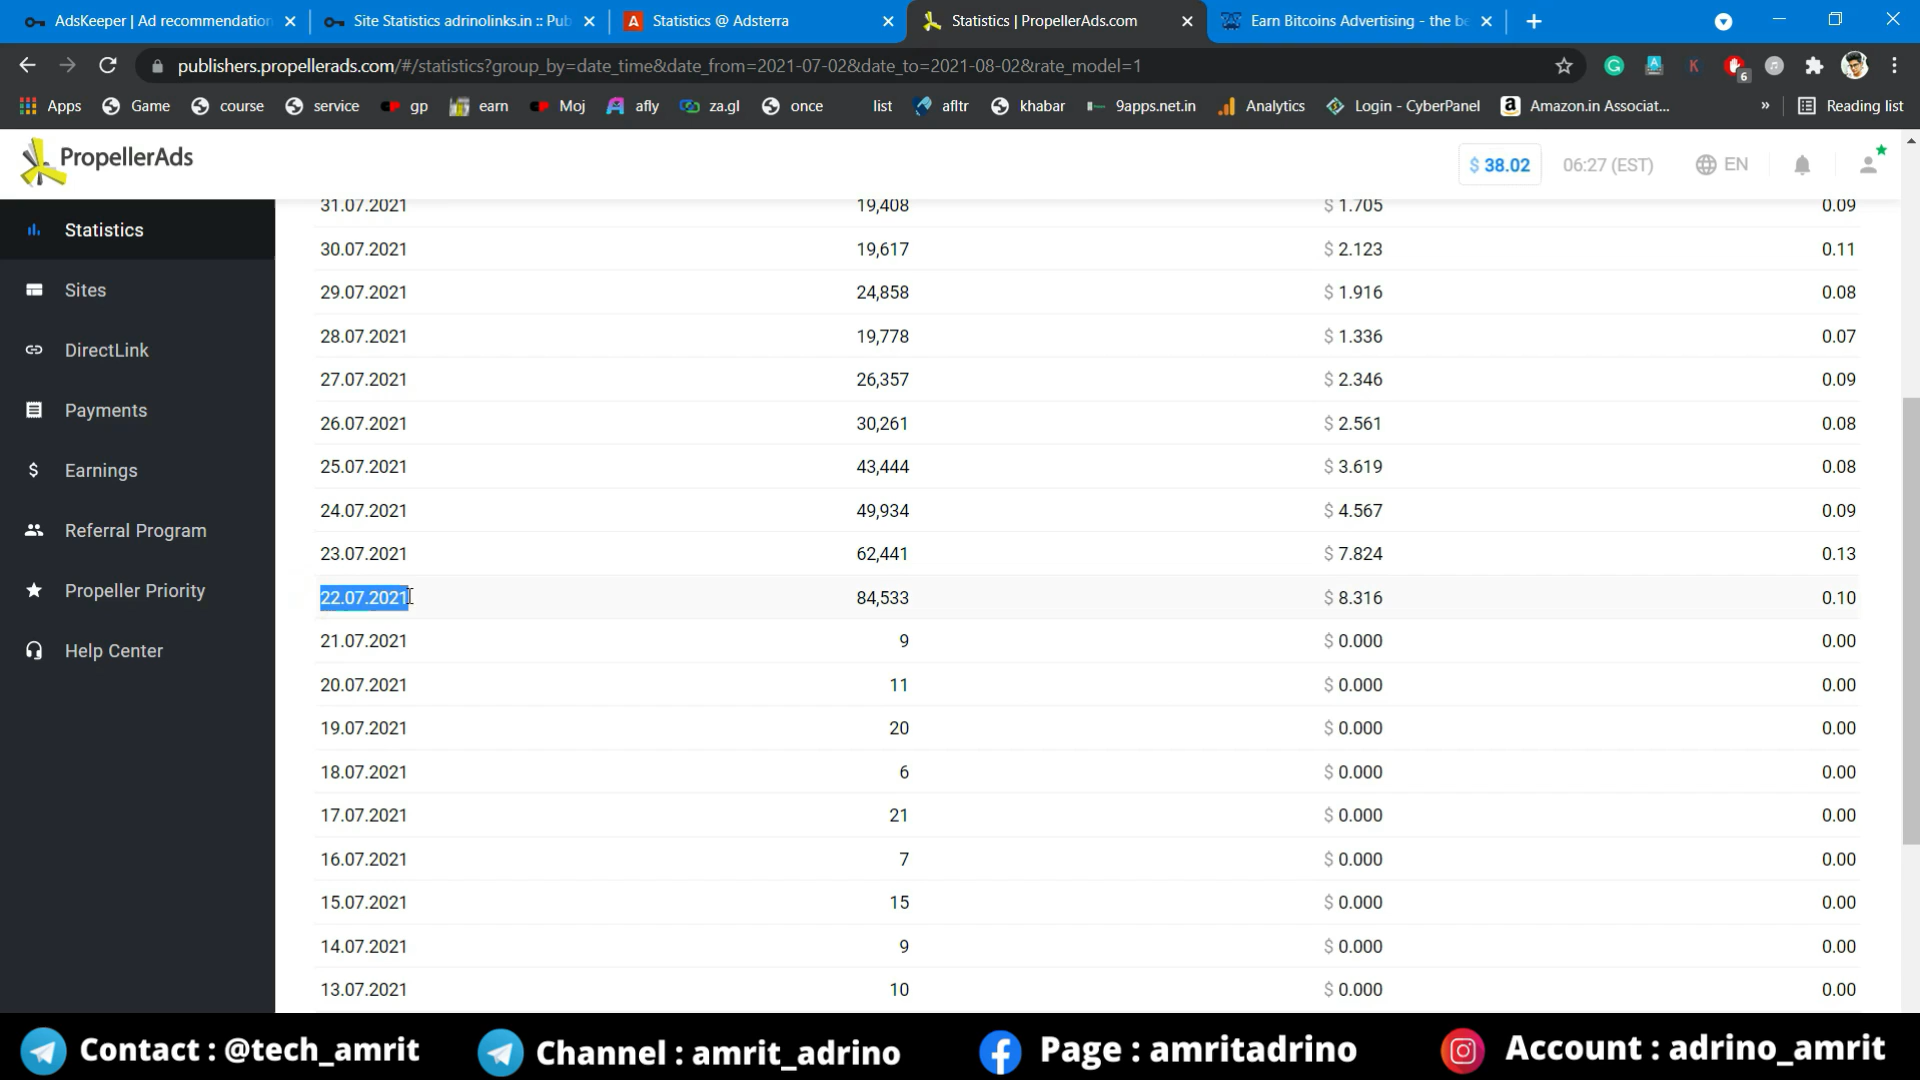 AdsKeeper | Ad recommendation
Site Statistics adrinolinks.in :: Pub
Statistics @ Adsterra
Statistics | PropellerAds.com
Earn Bitcoins Advertising - the be
publishers.propellerads.com/#/statistics?group_by=date_time&date_from=2021-07-02&date_to=2021-08-02&rate_model=1
6
Apps Game course service gp earn Moj afly za.gl once list afltr khabar 9apps.net.in Analytics Login - CyberPanel Amazon.in Associat... » Reading list
PropellerAds
$ 38.02 06:27 (EST) EN
Statistics
Sites
DirectLink
Payments
Earnings
Referral Program
Propeller Priority
Help Center
31.07.2021 19,408 $ 1.705 0.09
30.07.2021 19,617 $ 2.123 0.11
29.07.2021 24,858 $ 1.916 0.08
28.07.2021 19,778 $ 1.336 0.07
27.07.2021 26,357 $ 2.346 0.09
26.07.2021 30,261 $ 2.561 0.08
25.07.2021 43,444 $ 3.619 0.08
24.07.2021 49,934 $ 4.567 0.09
23.07.2021 62,441 $ 7.824 0.13
22.07.2021 84,533 $ 8.316 0.10
21.07.2021 9 $ 0.000 0.00
20.07.2021 11 $ 0.000 0.00
19.07.2021 20 $ 0.000 0.00
18.07.2021 6 $ 0.000 0.00
17.07.2021 21 $ 0.000 0.00
16.07.2021 7 $ 0.000 0.00
15.07.2021 15 $ 0.000 0.00
14.07.2021 9 $ 0.000 0.00
13.07.2021 10 $ 0.000 0.00
Contact : @tech_amrit
Channel : amrit_adrino
Page : amritadrino
Account : adrino_amrit